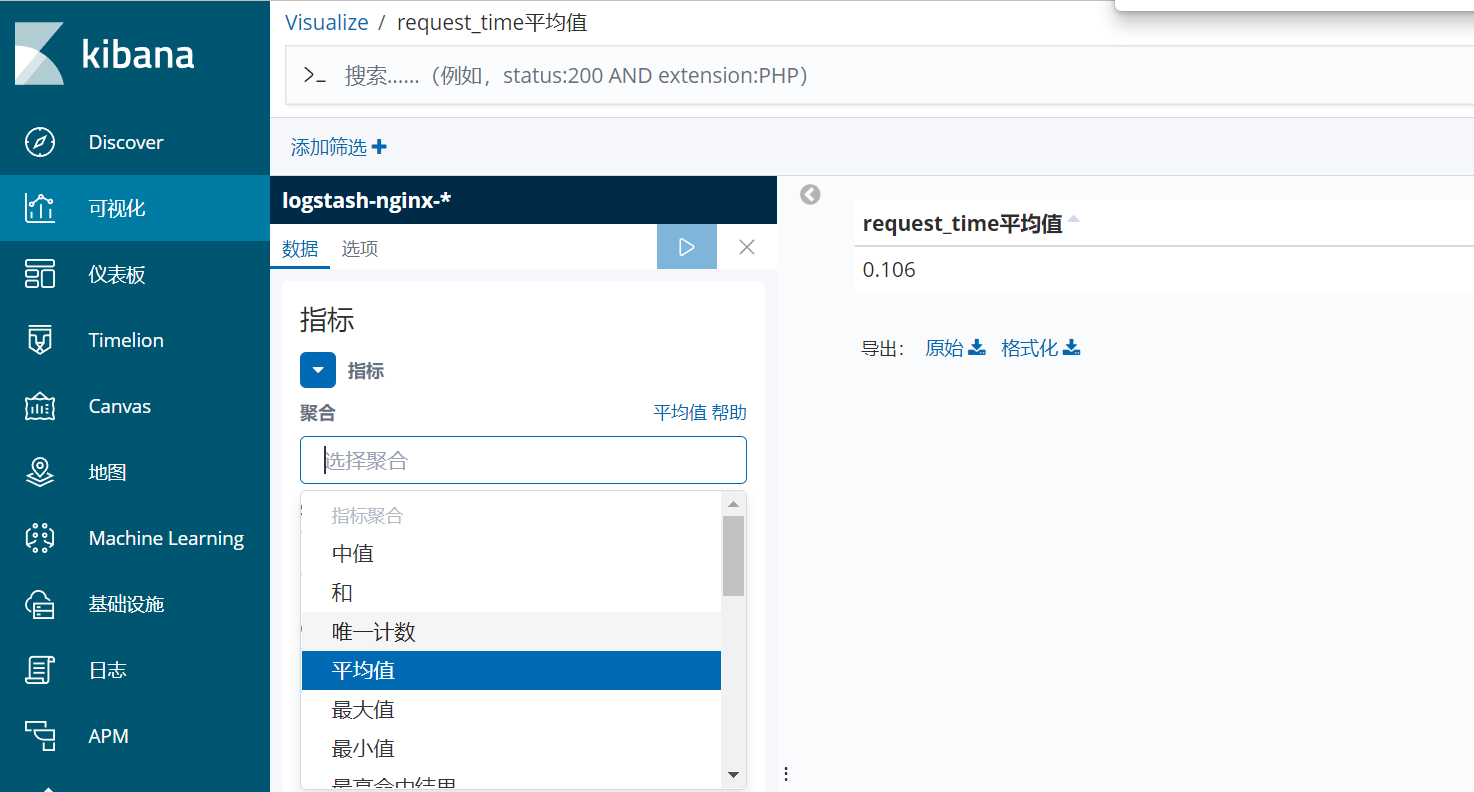 kibana
Discover
可视化
仪表板
Timelion
Canvas
地图
Machine Learning
基础设施
日志
APM
Visualize / request_time平均值
>_ 搜索……（例如，status:200 AND extension:PHP）
添加筛选
logstash-nginx-*
数据 选项
指标
指标
聚合 平均值 帮助
选择聚合
指标聚合
中值
和
唯一计数
平均值
最大值
最小值
最高命中结果
request_time平均值
0.106
导出： 原始 格式化